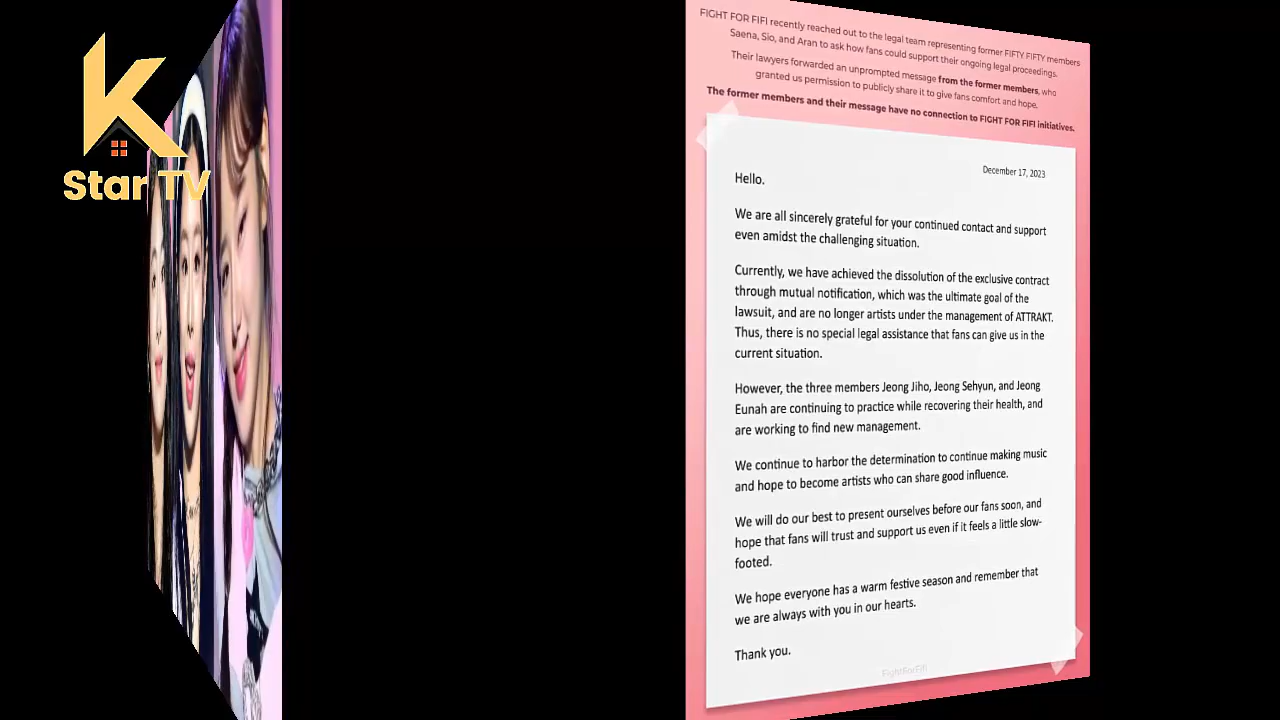 K
Star TV
FIGHT FOR FIFI recently reached out to the legal team representing former FIFTY FIFTY members
Saena, Sio, and Aran to ask how fans could support their ongoing legal proceedings.
Their lawyers forwarded an unprompted message from the former members, who
granted us permission to publicly share it to give fans comfort and hope.
The former members and their message have no connection to FIGHT FOR FIFI initiatives.
December 17, 2023
Hello.
We are all sincerely grateful for your continued contact and support
even amidst the challenging situation.
Currently, we have achieved the dissolution of the exclusive contract
through mutual notification, which was the ultimate goal of the
lawsuit, and are no longer artists under the management of ATTRAKT.
Thus, there is no special legal assistance that fans can give us in the
current situation.
However, the three members Jeong Jiho, Jeong Sehyun, and Jeong
Eunah are continuing to practice while recovering their health, and
are working to find new management.
We continue to harbor the determination to continue making music
and hope to become artists who can share good influence.
We will do our best to present ourselves before our fans soon, and
hope that fans will trust and support us even if it feels a little slow-
footed.
We hope everyone has a warm festive season and remember that
we are always with you in our hearts.
Thank you.
FightForFifi